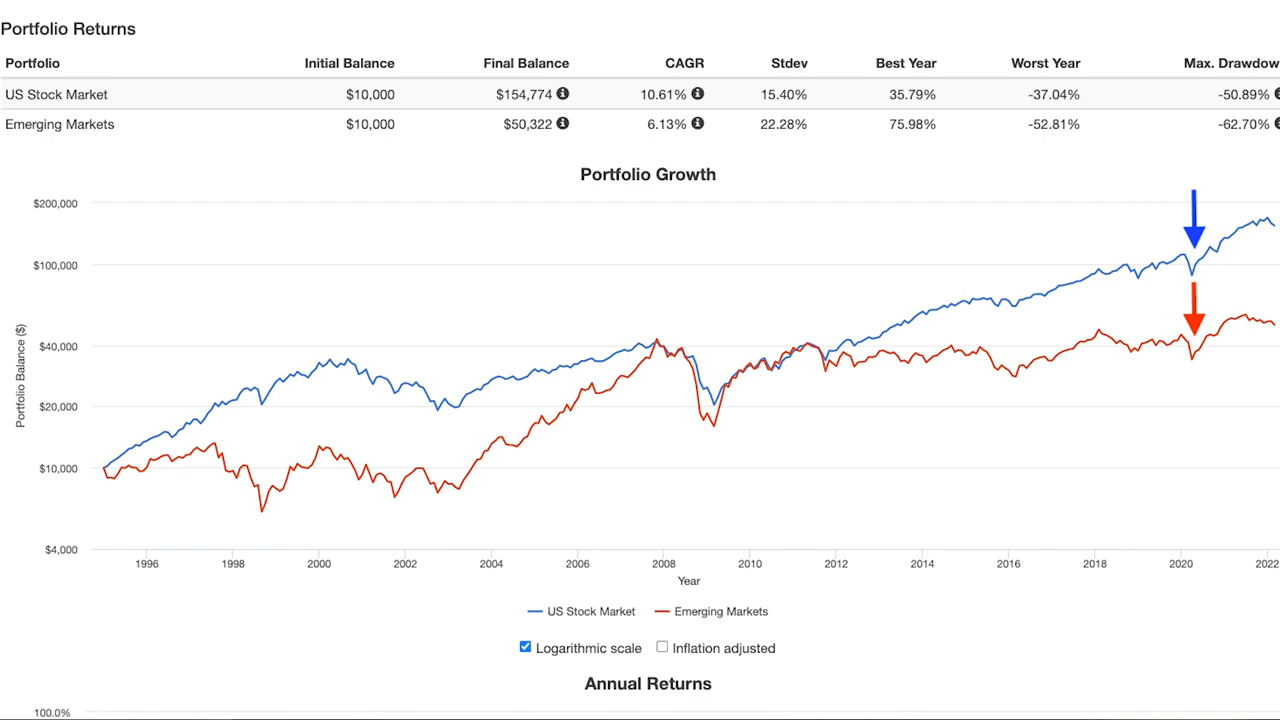 Portfolio Returns
Portfolio Initial Balance Final Balance CAGR Stdev Best Year Worst Year Max. Drawdow
US Stock Market $10,000 $154,774 10.61% 15.40% 35.79% -37.04% -50.89%
Emerging Markets $10,000 $50,322 6.13% 22.28% 75.98% -52.81% -62.70%
Portfolio Growth
$200,000
$100,000
$40,000
$20,000
$10,000
$4,000
Portfolio Balance ($)
1996 1998 2000 2002 2004 2006 2008 2010 2012 2014 2016 2018 2020 2022
Year
US Stock Market Emerging Markets
Logarithmic scale Inflation adjusted
Annual Returns
100.0%